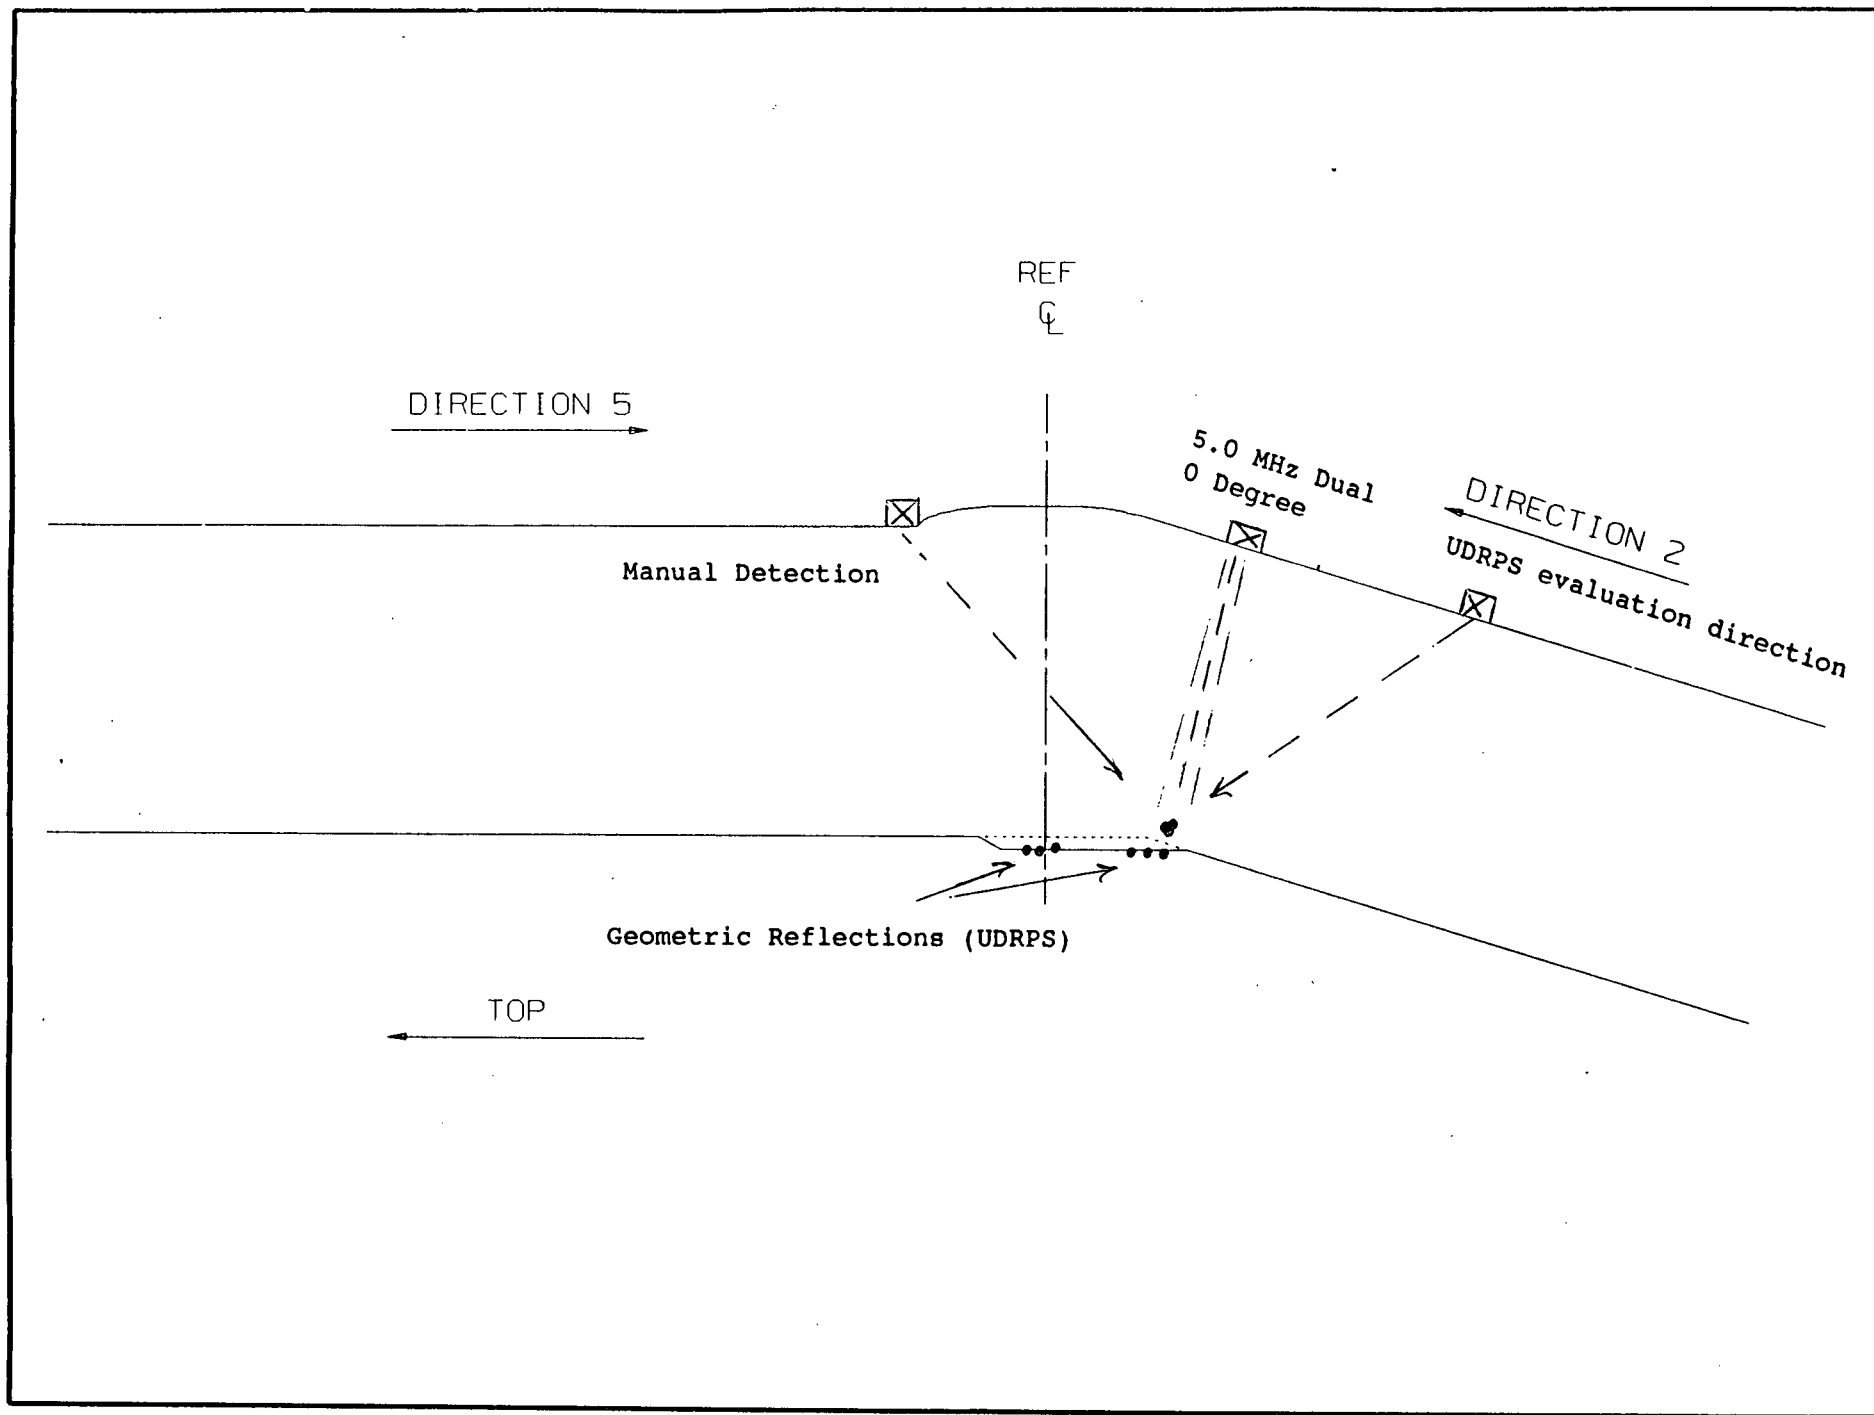 REF
℄
DIRECTION 5
5.0 MHz Dual
0 Degree
DIRECTION 2
UDRPS evaluation direction
Manual Detection
Geometric Reflections (UDRPS)
TOP